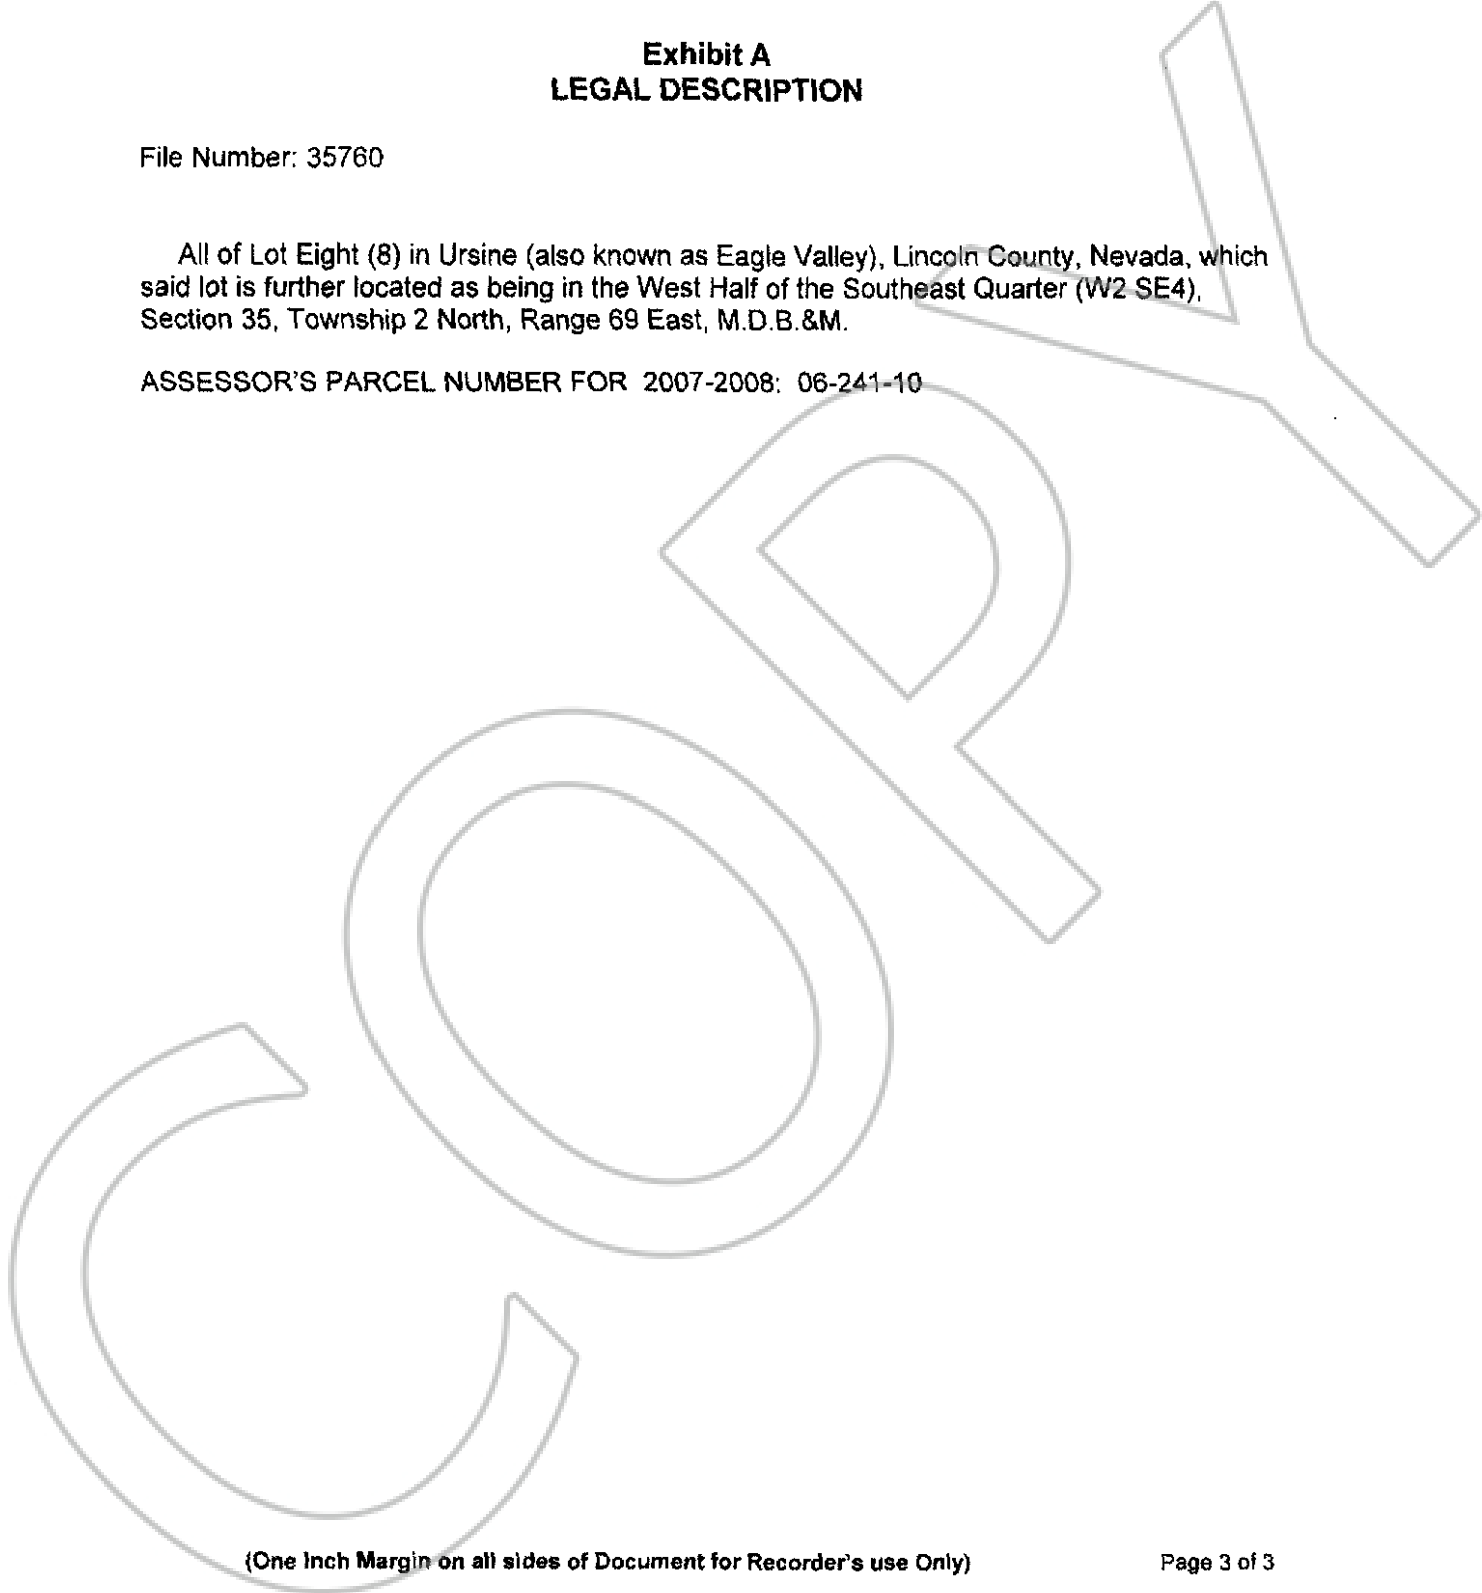 Exhibit A
LEGAL DESCRIPTION
File Number: 35760
All of Lot Eight (8) in Ursine (also known as Eagle Valley), Lincoln County, Nevada, which
said lot is further located as being in the West Half of the Southeast Quarter (W2 SE4),
Section 35, Township 2 North, Range 69 East, M.D.B.&M.
ASSESSOR'S PARCEL NUMBER FOR 2007-2008: 06-241-10
COPY
(One Inch Margin on all sides of Document for Recorder's use Only) Page 3 of 3